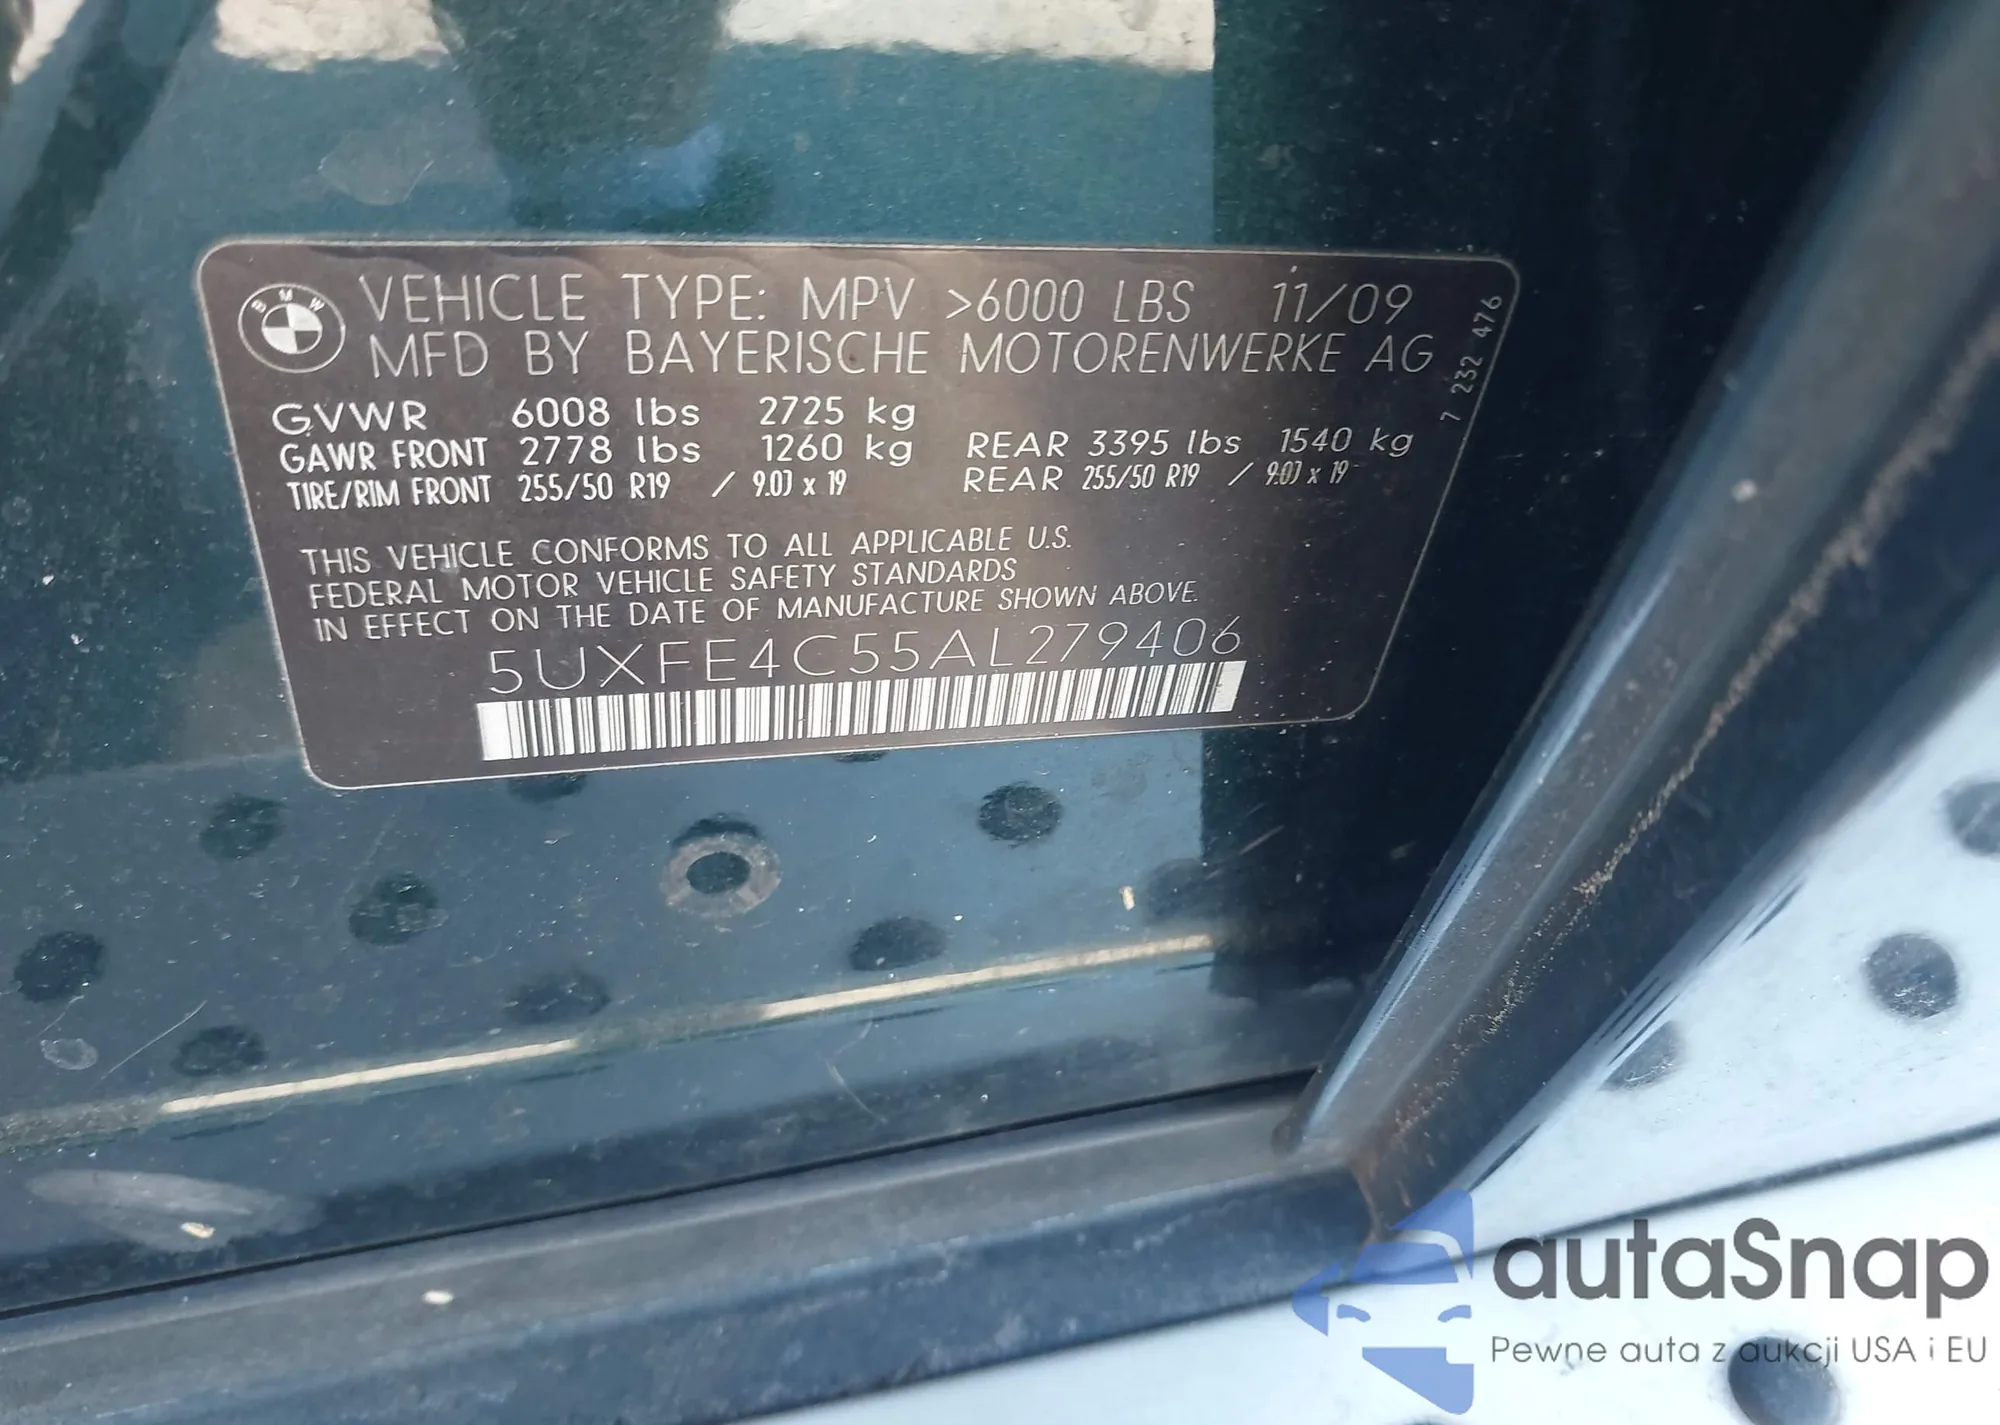 BMW
VEHICLE TYPE: MPV >6000 LBS 11/09
MFD BY BAYERISCHE MOTORENWERKE AG
7 232 476
GVWR 6008 lbs 2725 kg
GAWR FRONT 2778 lbs 1260 kg REAR 3395 lbs 1540 kg
TIRE/RIM FRONT 255/50 R19 / 9.0J x 19 REAR 255/50 R19 / 9.0J x 19
THIS VEHICLE CONFORMS TO ALL APPLICABLE U.S.
FEDERAL MOTOR VEHICLE SAFETY STANDARDS
IN EFFECT ON THE DATE OF MANUFACTURE SHOWN ABOVE.
5UXFE4C55AL279406
autaSnap
Pewne auta z aukcji USA i EU